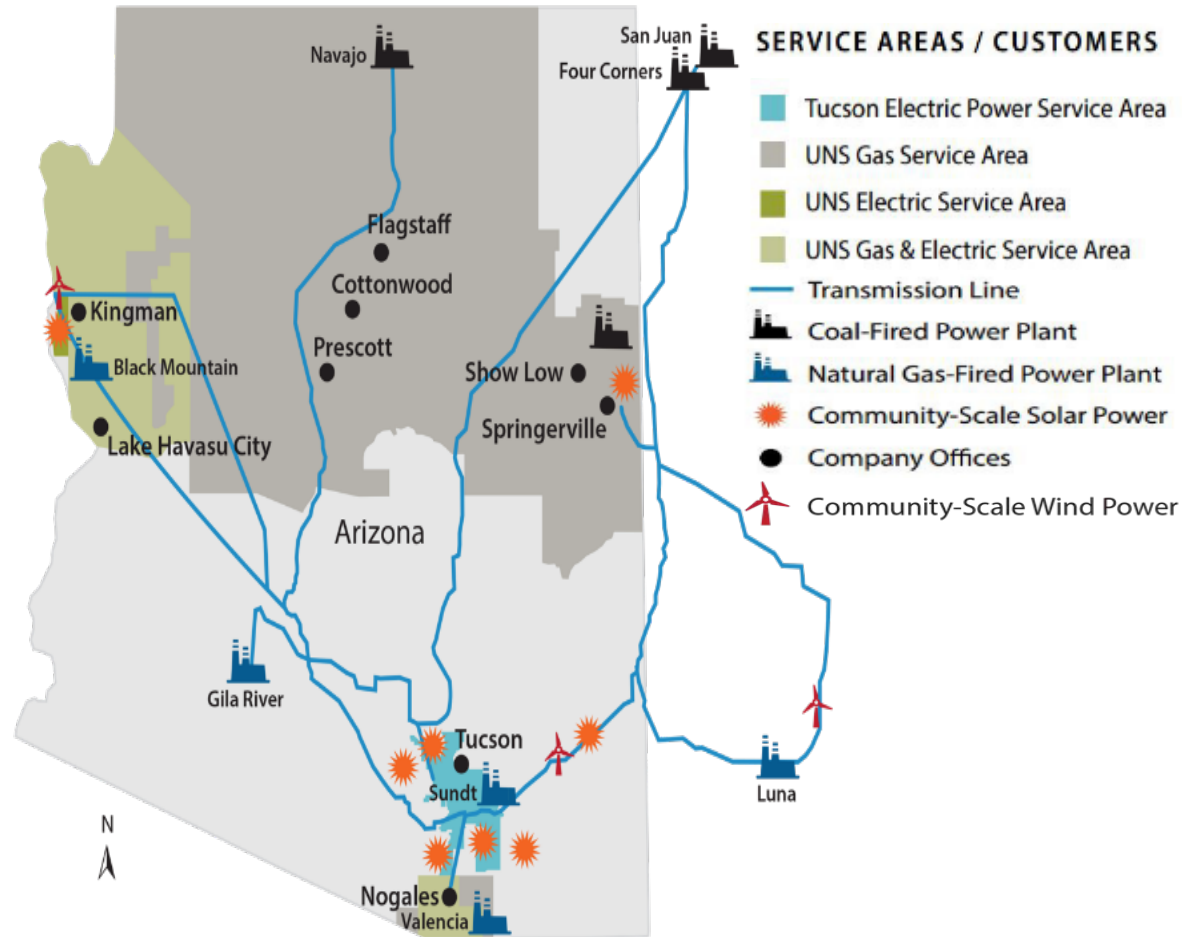 Navajo
San Juan
Four Corners
SERVICE AREAS / CUSTOMERS
Tucson Electric Power Service Area
UNS Gas Service Area
UNS Electric Service Area
UNS Gas & Electric Service Area
Transmission Line
Coal-Fired Power Plant
Natural Gas-Fired Power Plant
Community-Scale Solar Power
Company Offices
Community-Scale Wind Power
Flagstaff
Cottonwood
Kingman
Prescott
Black Mountain
Show Low
Springerville
Lake Havasu City
Arizona
Gila River
Tucson
Sundt
Luna
N
Nogales
Valencia